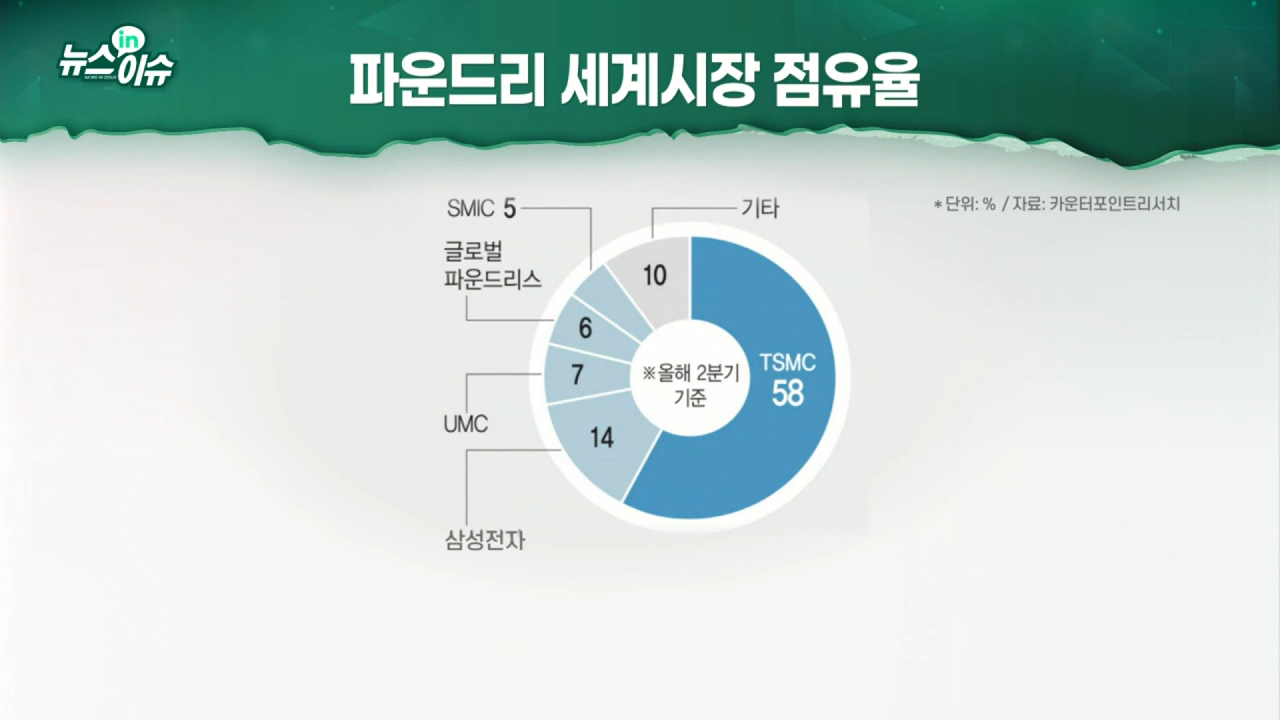 뉴스in이슈
파운드리 세계시장 점유율
* 단위: % / 자료: 카운터포인트리서치
SMIC 5
기타
글로벌
파운드리스
10
6
TSMC
58
7
※올해 2분기
기준
UMC
14
삼성전자